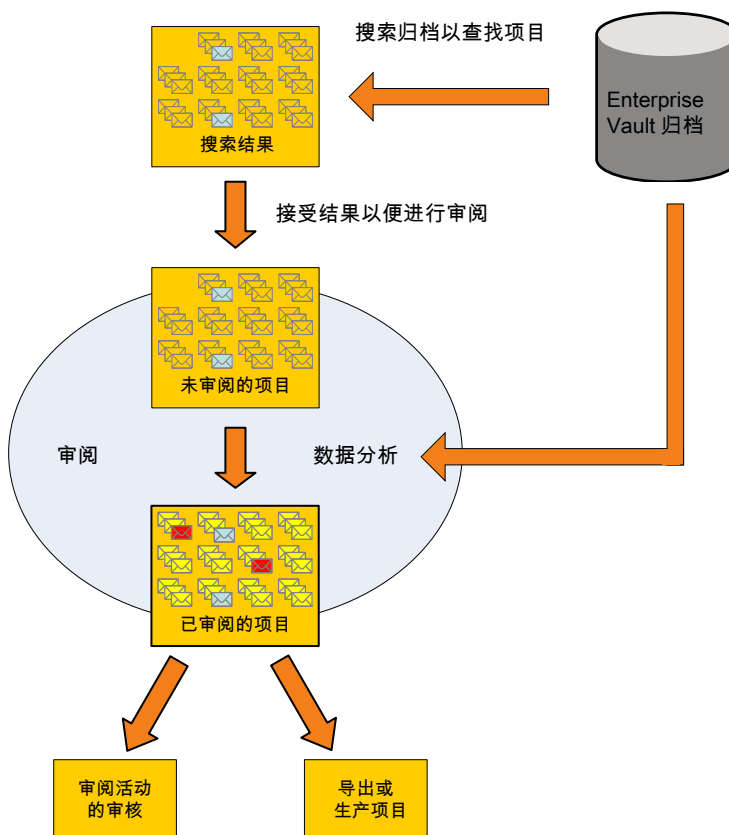 搜索归档以查找项目
Enterprise
Vault 归档
搜索结果
接受结果以便进行审阅
未审阅的项目
审阅
数据分析
已审阅的项目
审阅活动
的审核
导出或
生产项目